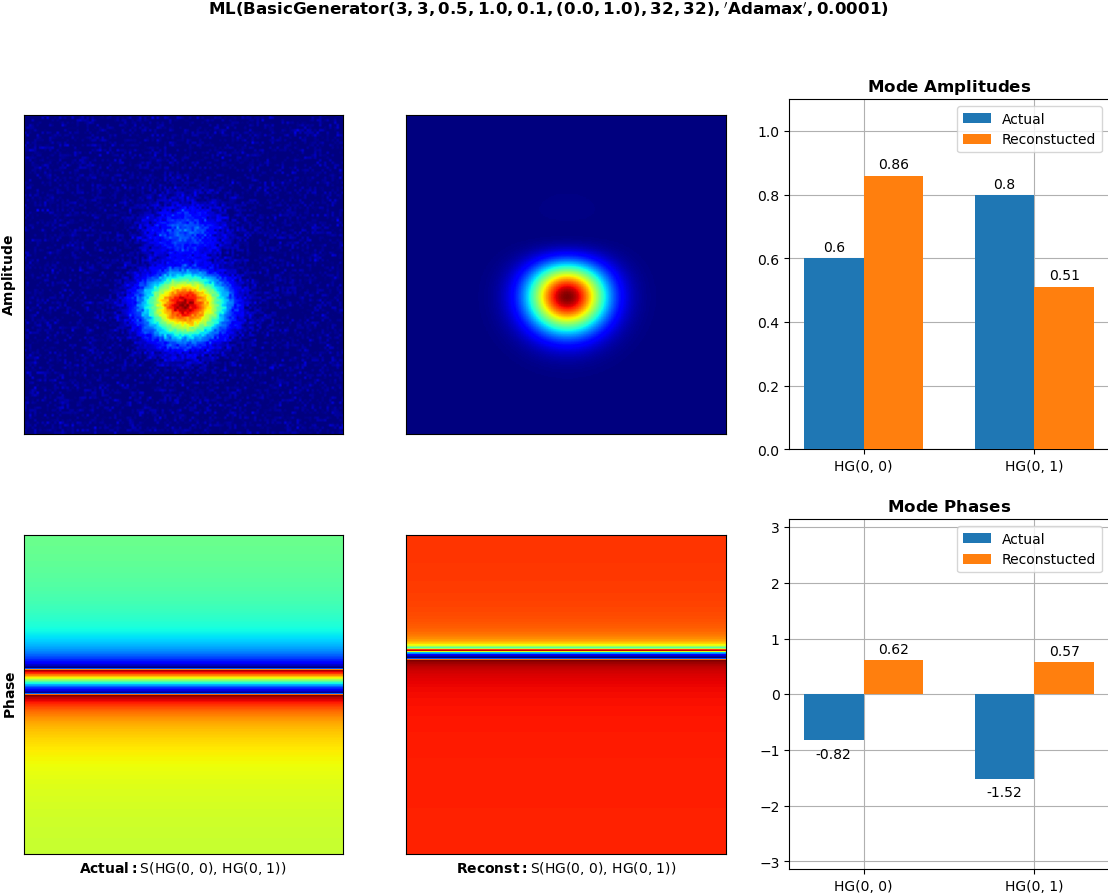 ML(BasicGenerator(3, 3, 0.5, 1.0, 0.1, (0.0, 1.0), 32, 32), ′Adamax′, 0.0001)
Amplitude
Mode Amplitudes
Actual
Reconstucted
1.0
0.8
0.6
0.4
0.2
0.0
0.6
0.86
0.8
0.51
HG(0, 0)
HG(0, 1)
Phase
Actual: S(HG(0, 0), HG(0, 1))
Reconst: S(HG(0, 0), HG(0, 1))
Mode Phases
Actual
Reconstucted
3
2
1
0
−1
−2
−3
-0.82
0.62
-1.52
0.57
HG(0, 0)
HG(0, 1)